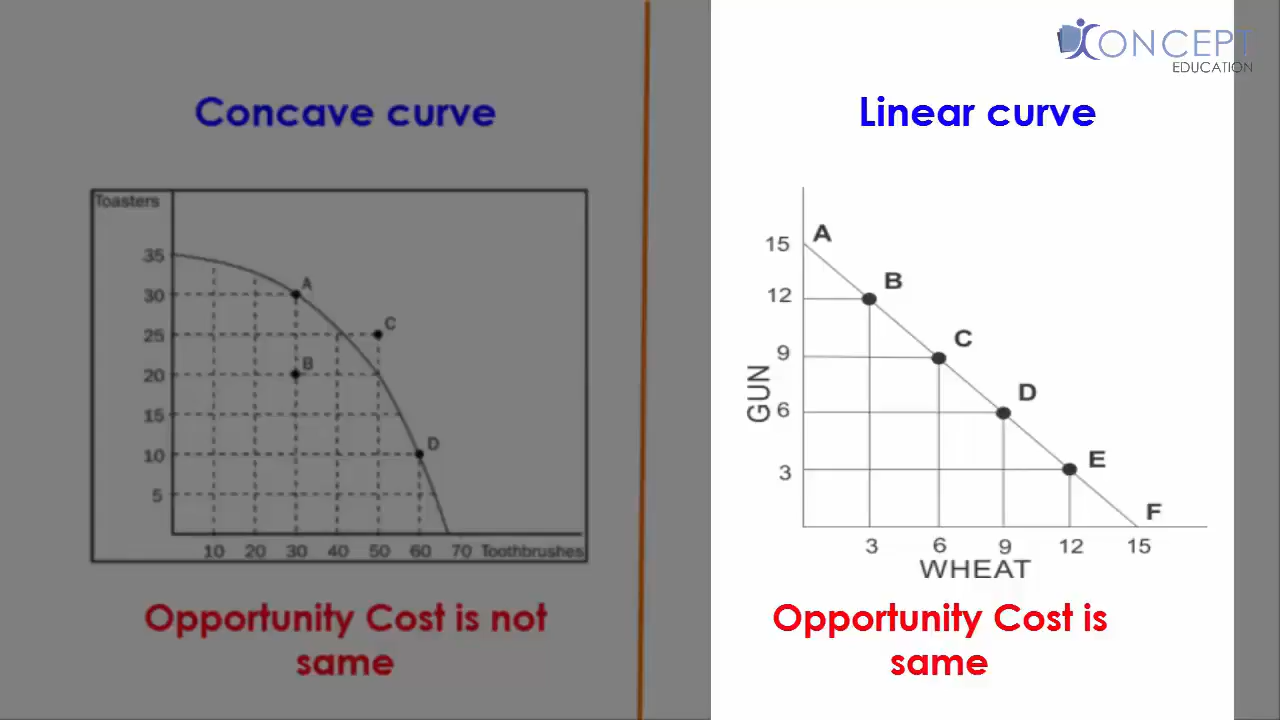 CONCEPT
EDUCATION
Concave curve
Toasters
35
30
25
20
15
10
5
A
C
B
D
10 20 30 40 50 60 70 Toothbrushes
Opportunity Cost is not
same
Linear curve
15
12
9
6
3
GUN
A
B
C
D
E
F
3 6 9 12 15
WHEAT
Opportunity Cost is
same